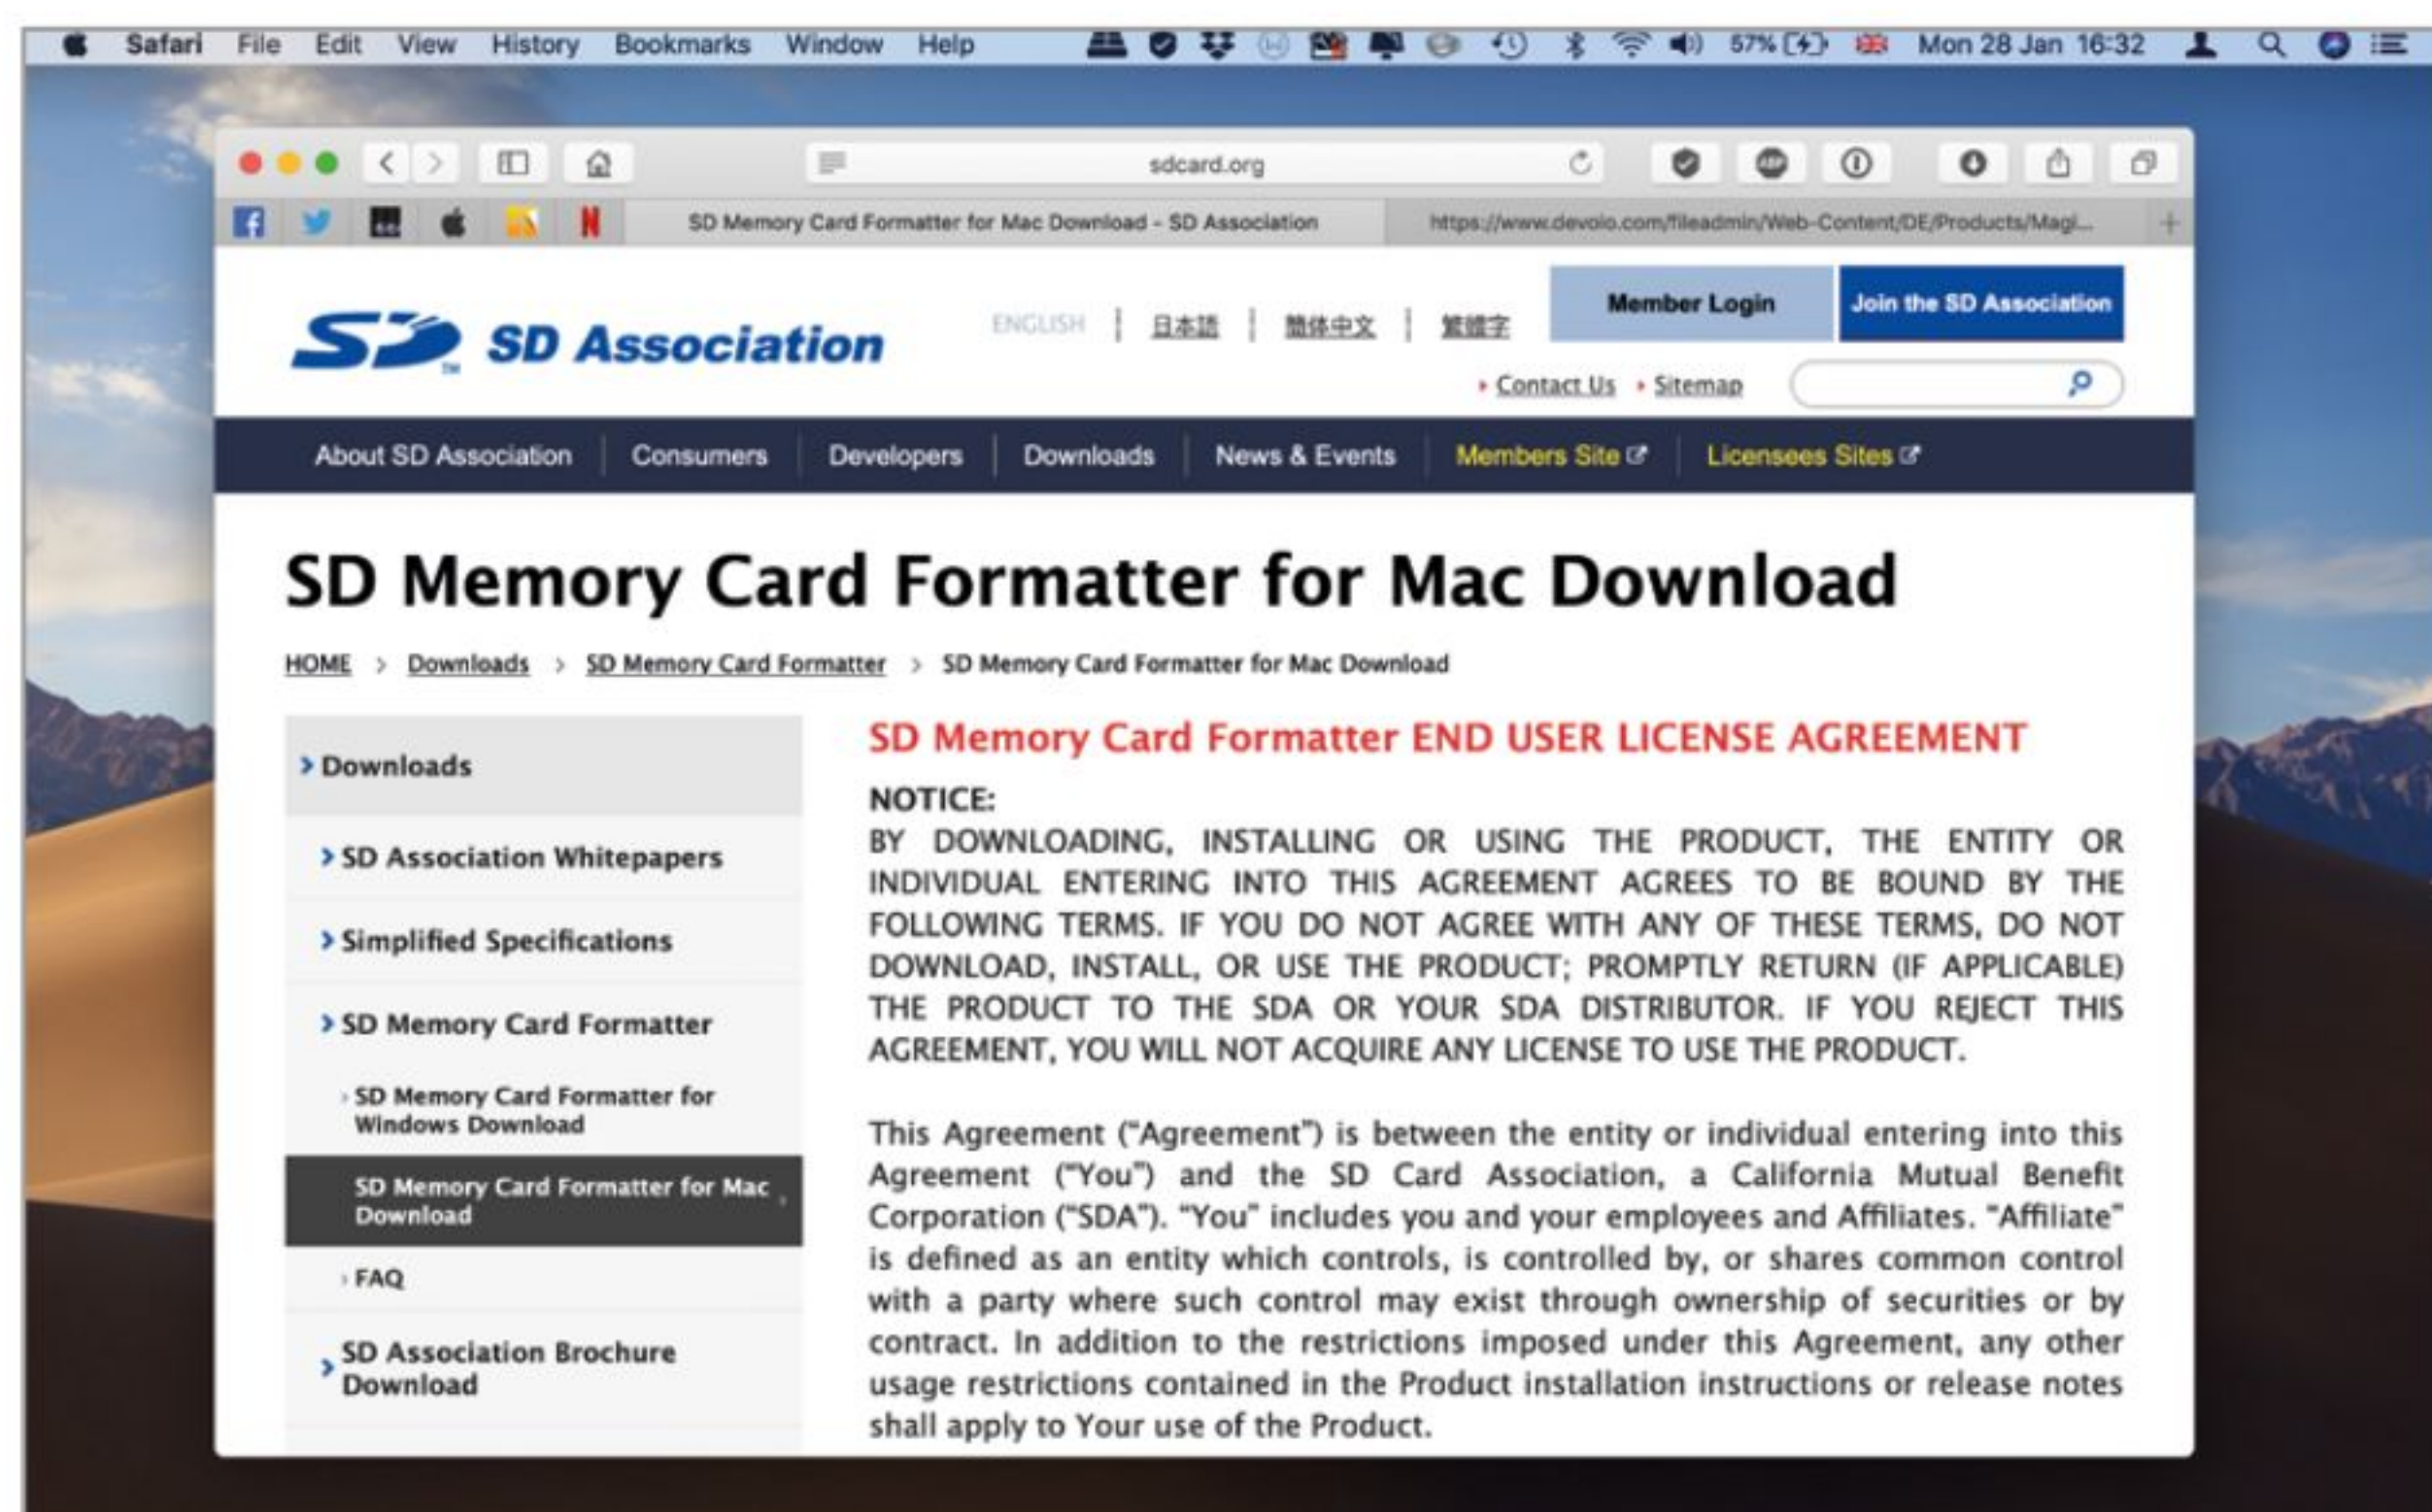 Safari File Edit View History Bookmarks Window Help 57% Mon 28 Jan 16:32
sdcard.org
ABP
SD Memory Card Formatter for Mac Download - SD Association https://www.devolo.com/fileadmin/Web-Content/DE/Products/Magi...
Member Login Join the SD Association
SD TM SD Association ENGLISH 日本語 簡体中文 繁體字
Contact Us Sitemap
About SD Association Consumers Developers Downloads News & Events Members Site Licensees Sites
SD Memory Card Formatter for Mac Download
HOME > Downloads > SD Memory Card Formatter > SD Memory Card Formatter for Mac Download
Downloads
SD Association Whitepapers
Simplified Specifications
SD Memory Card Formatter
SD Memory Card Formatter for
Windows Download
SD Memory Card Formatter for Mac
Download
FAQ
SD Association Brochure
Download
SD Memory Card Formatter END USER LICENSE AGREEMENT
NOTICE:
BY DOWNLOADING, INSTALLING OR USING THE PRODUCT, THE ENTITY OR
INDIVIDUAL ENTERING INTO THIS AGREEMENT AGREES TO BE BOUND BY THE
FOLLOWING TERMS. IF YOU DO NOT AGREE WITH ANY OF THESE TERMS, DO NOT
DOWNLOAD, INSTALL, OR USE THE PRODUCT; PROMPTLY RETURN (IF APPLICABLE)
THE PRODUCT TO THE SDA OR YOUR SDA DISTRIBUTOR. IF YOU REJECT THIS
AGREEMENT, YOU WILL NOT ACQUIRE ANY LICENSE TO USE THE PRODUCT.
This Agreement (“Agreement”) is between the entity or individual entering into this
Agreement (“You”) and the SD Card Association, a California Mutual Benefit
Corporation (“SDA”). “You” includes you and your employees and Affiliates. “Affiliate”
is defined as an entity which controls, is controlled by, or shares common control
with a party where such control may exist through ownership of securities or by
contract. In addition to the restrictions imposed under this Agreement, any other
usage restrictions contained in the Product installation instructions or release notes
shall apply to Your use of the Product.